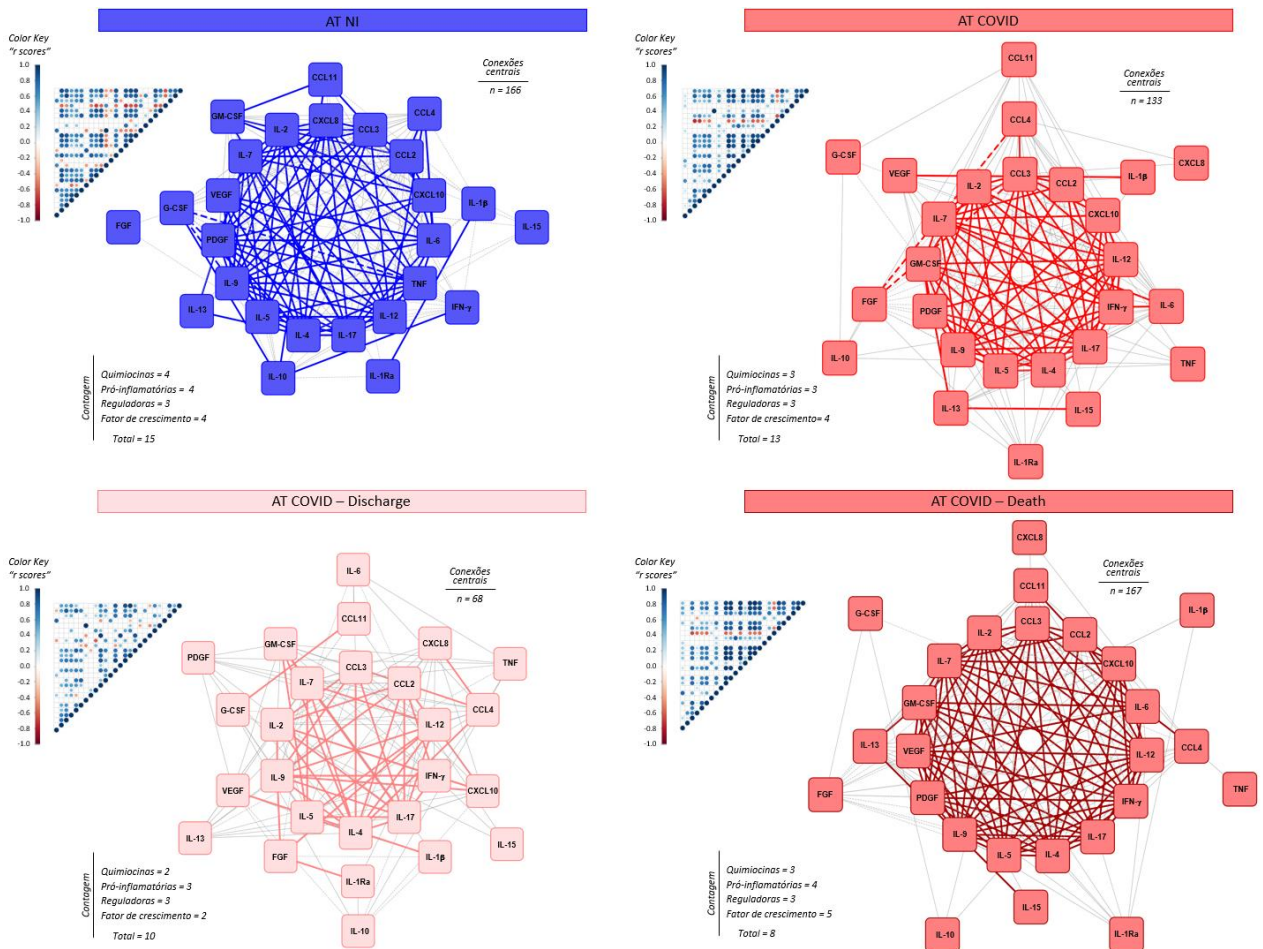 AT NI
Color Key
"r scores"
1.0
0.8
0.6
0.4
0.2
0.0
-0.2
-0.4
-0.6
-0.8
-1.0
Conexões
centrais
n = 166
CCL11
GM-CSF
IL-2
CXCL8
CCL3
CCL4
IL-7
CCL2
VEGF
CXCL10
IL-1β
G-CSF
FGF
PDGF
IL-6
IL-15
IL-9
TNF
IL-13
IL-5
IL-12
IFN-γ
IL-4
IL-17
IL-10
IL-1Ra
Contagem
Quimiocinas = 4
Pró-inflamatórias = 4
Reguladoras = 3
Fator de crescimento = 4
Total = 15
AT COVID
Color Key
"r scores"
1.0
0.8
0.6
0.4
0.2
0.0
-0.2
-0.4
-0.6
-0.8
-1.0
Conexões
centrais
n = 133
CCL11
CCL4
G-CSF
CXCL8
VEGF
IL-2
CCL3
CCL2
IL-1β
IL-7
CXCL10
GM-CSF
IL-12
FGF
PDGF
IFN-γ
IL-6
IL-10
IL-9
IL-17
TNF
IL-5
IL-4
IL-13
IL-15
IL-1Ra
Contagem
Quimiocinas = 3
Pró-inflamatórias = 3
Reguladoras = 3
Fator de crescimento= 4
Total = 13
AT COVID – Discharge
Color Key
"r scores"
1.0
0.8
0.6
0.4
0.2
0.0
-0.2
-0.4
-0.6
-0.8
-1.0
Conexões
centrais
n = 68
IL-6
CCL11
GM-CSF
CXCL8
PDGF
CCL3
TNF
IL-7
CCL2
G-CSF
CCL4
IL-2
IL-12
IL-9
IFN-γ
VEGF
CXCL10
IL-5
IL-17
IL-13
IL-4
IL-15
FGF
IL-1β
IL-1Ra
IL-10
Contagem
Quimiocinas = 2
Pró-inflamatórias = 3
Reguladoras = 3
Fator de crescimento = 2
Total = 10
AT COVID – Death
Color Key
"r scores"
1.0
0.8
0.6
0.4
0.2
0.0
-0.2
-0.4
-0.6
-0.8
-1.0
Conexões
centrais
n = 167
CXCL8
CCL11
G-CSF
IL-1β
IL-2
CCL3
CCL2
IL-7
CXCL10
GM-CSF
IL-6
IL-13
VEGF
IL-12
CCL4
FGF
PDGF
IFN-γ
TNF
IL-9
IL-17
IL-5
IL-4
IL-15
IL-10
IL-1Ra
Contagem
Quimiocinas = 3
Pró-inflamatórias = 4
Reguladoras = 3
Fator de crescimento = 5
Total = 8